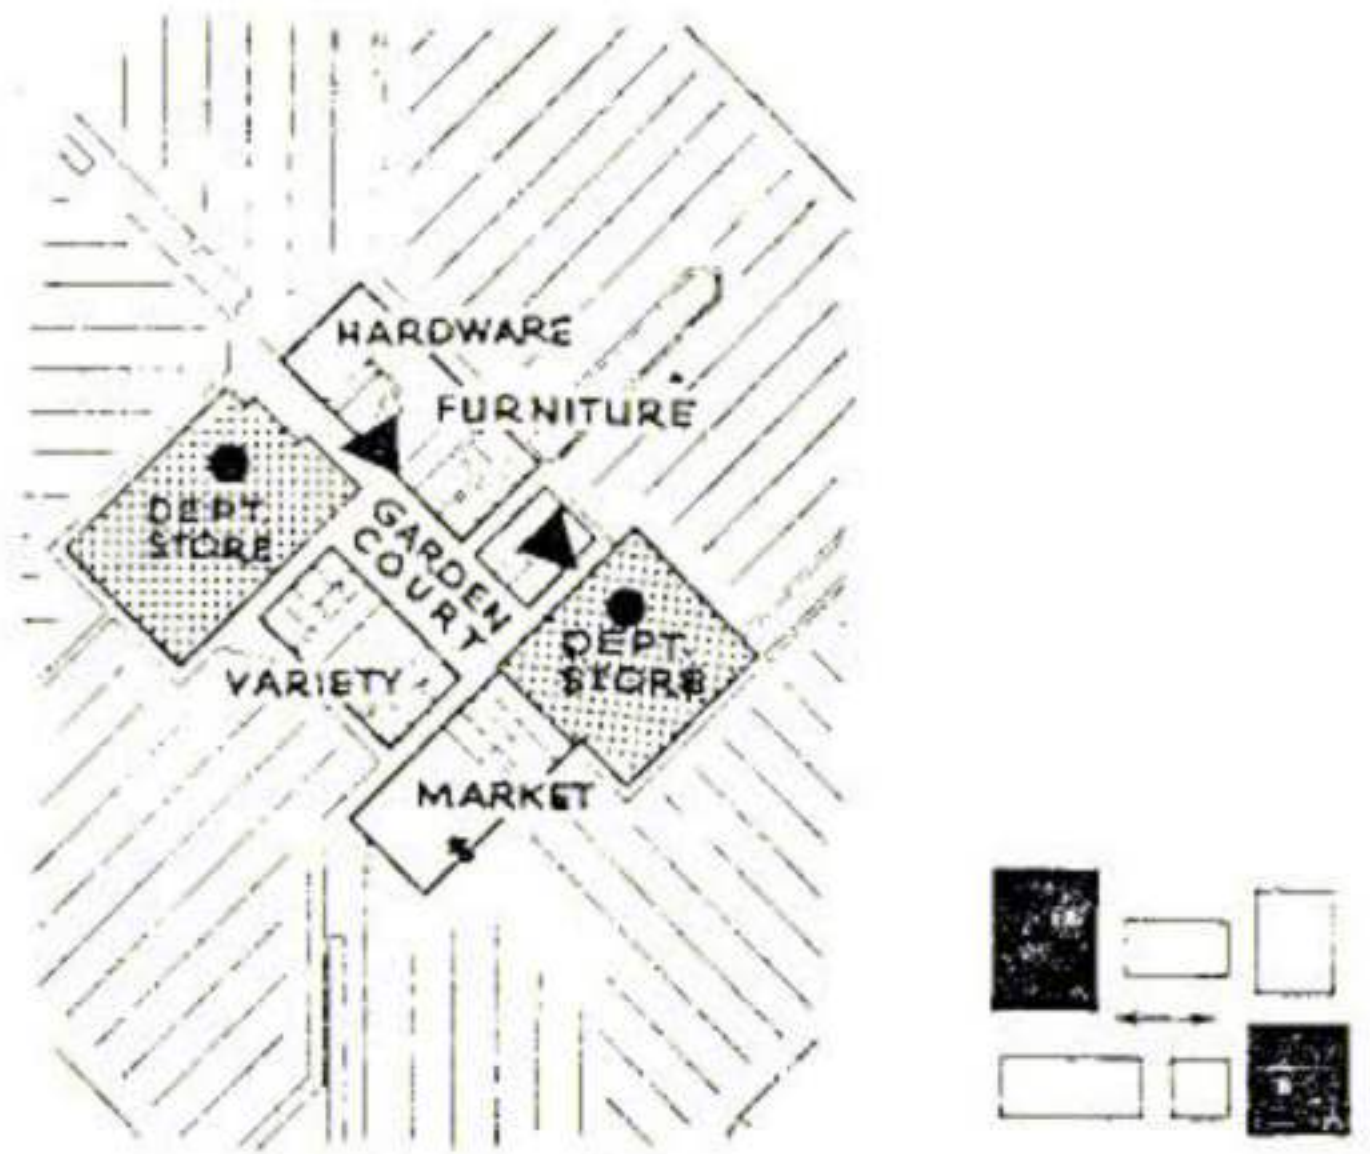 HARDWARE
FURNITURE
DEPT.
STORE
GARDEN
COURT
DEPT.
STORE
VARIETY
MARKET